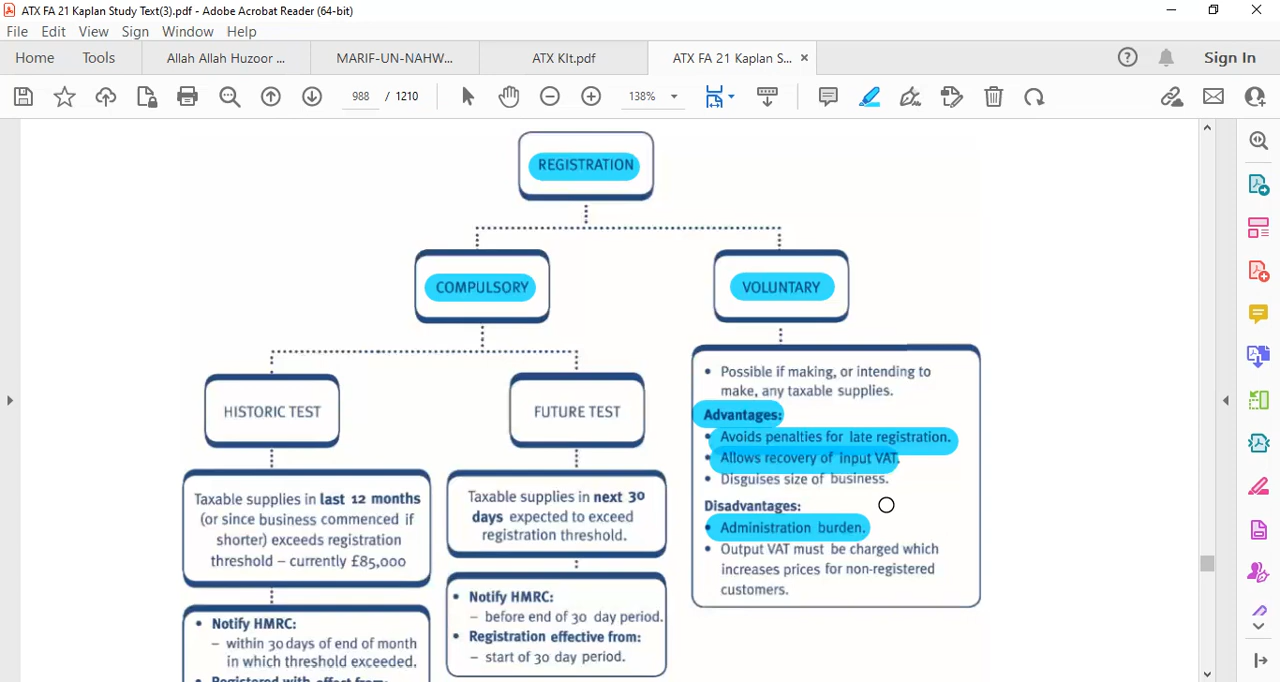 ATX FA 21 Kaplan Study Text(3).pdf - Adobe Acrobat Reader (64-bit)
File Edit View Sign Window Help
Home Tools Allah Allah Huzoor ... MARIF-UN-NAHW... ATX KIt.pdf ATX FA 21 Kaplan S... × Sign In
988 / 1210 138%
REGISTRATION
COMPULSORY
VOLUNTARY
HISTORIC TEST
FUTURE TEST
• Possible if making, or intending to
make, any taxable supplies.
Advantages:
• Avoids penalties for late registration.
• Allows recovery of input VAT.
• Disguises size of business.
Disadvantages:
• Administration burden.
• Output VAT must be charged which
increases prices for non-registered
customers.
Taxable supplies in last 12 months
(or since business commenced if
shorter) exceeds registration
threshold – currently £85,000
Taxable supplies in next 30
days expected to exceed
registration threshold.
• Notify HMRC:
– within 30 days of end of month
in which threshold exceeded.
• Registered with effect from:
• Notify HMRC:
– before end of 30 day period.
• Registration effective from:
– start of 30 day period.